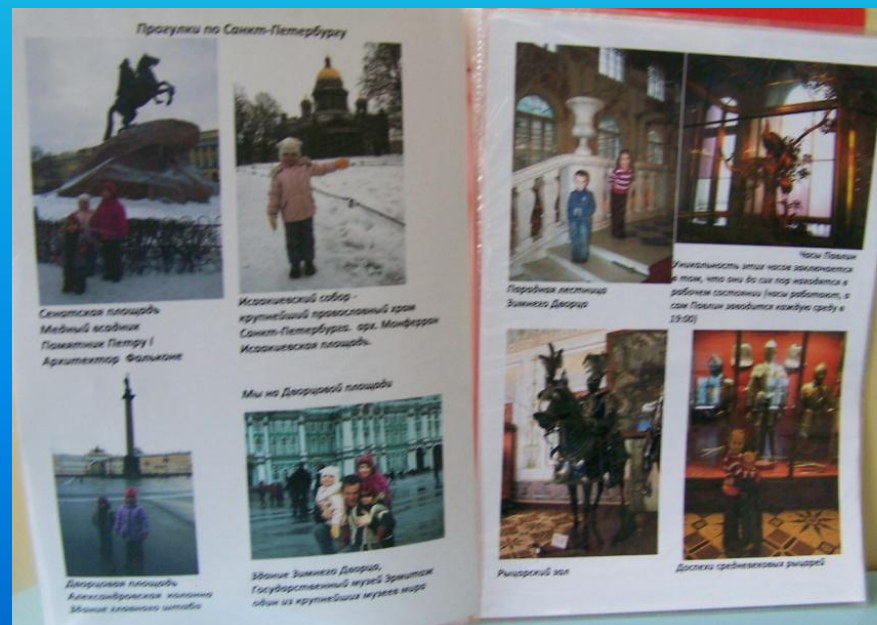 Прогулки по Санкт-Петербургу
Сенатская площадь
Медный всадник
Памятник Петру I
Архитектор Фальконе
Исаакиевский собор -
крупнейший православный храм
Санкт-Петербурга. арх. Монферран
Исаакиевская площадь.
Дворцовая площадь
Александровская колонна
Здание главного штаба
Мы на Дворцовой площади
Здание Зимнего Дворца,
Государственный музей Эрмитаж
один из крупнейших музеев мира
Парадная лестница
Зимнего Дворца
Часы Павлин
Уникальность этих часов заключается
в том, что они до сих пор находятся в
рабочем состоянии (часы работают, а
сам Павлин заводится каждую среду в
19:00)
Рыцарский зал
Доспехи средневековых рыцарей